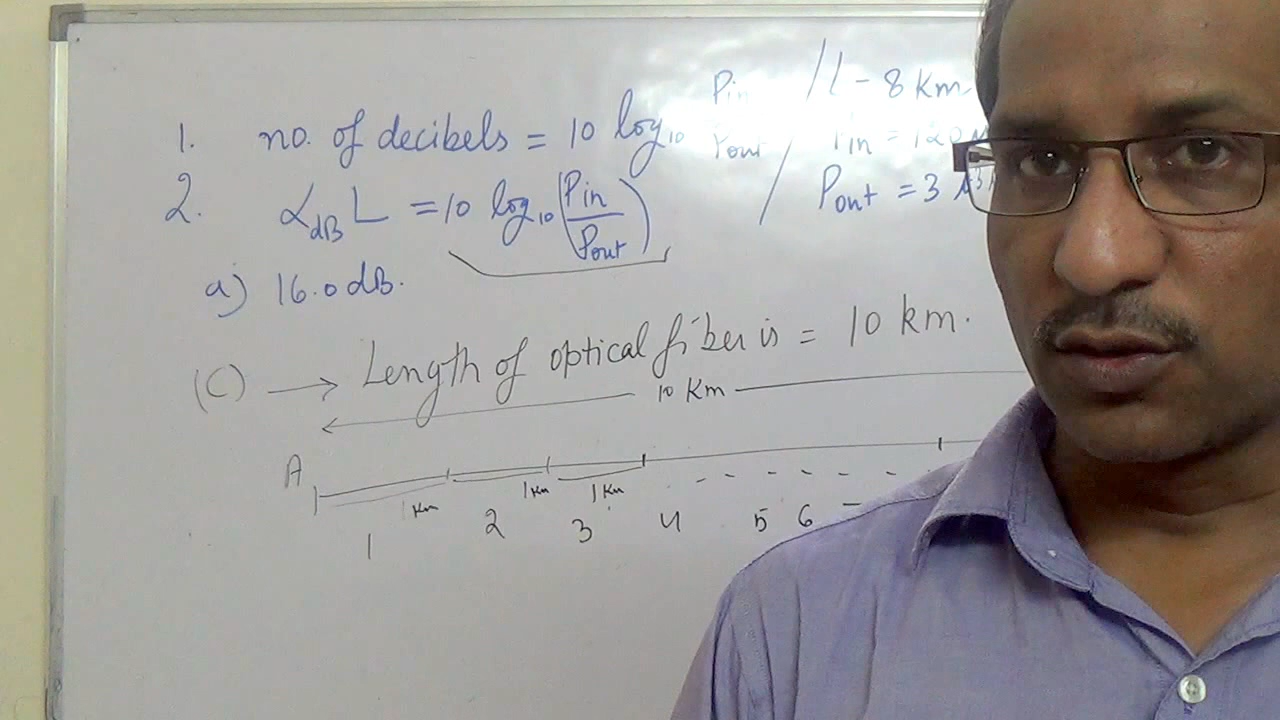 1. no. of decibels = 10 log10 Pin / Pout
/ l - 8 km
Pin = 120
2. αdB L = 10 log10 (Pin / Pout)
/ Pout = 3
a) 16.0 dB.
(C) → Length of optical fiber is = 10 km.
10 Km
A
1 Km 1 Km 1 Km
1 2 3 4 5 6